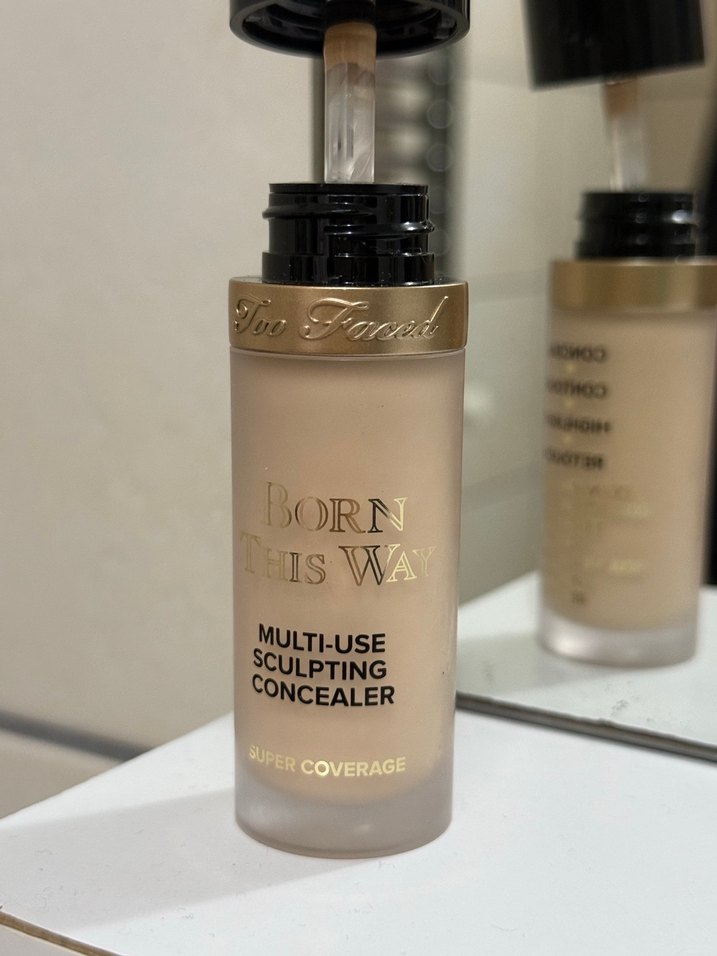 Too Faced
BORN
THIS WAY
MULTI-USE
SCULPTING
CONCEALER
SUPER COVERAGE